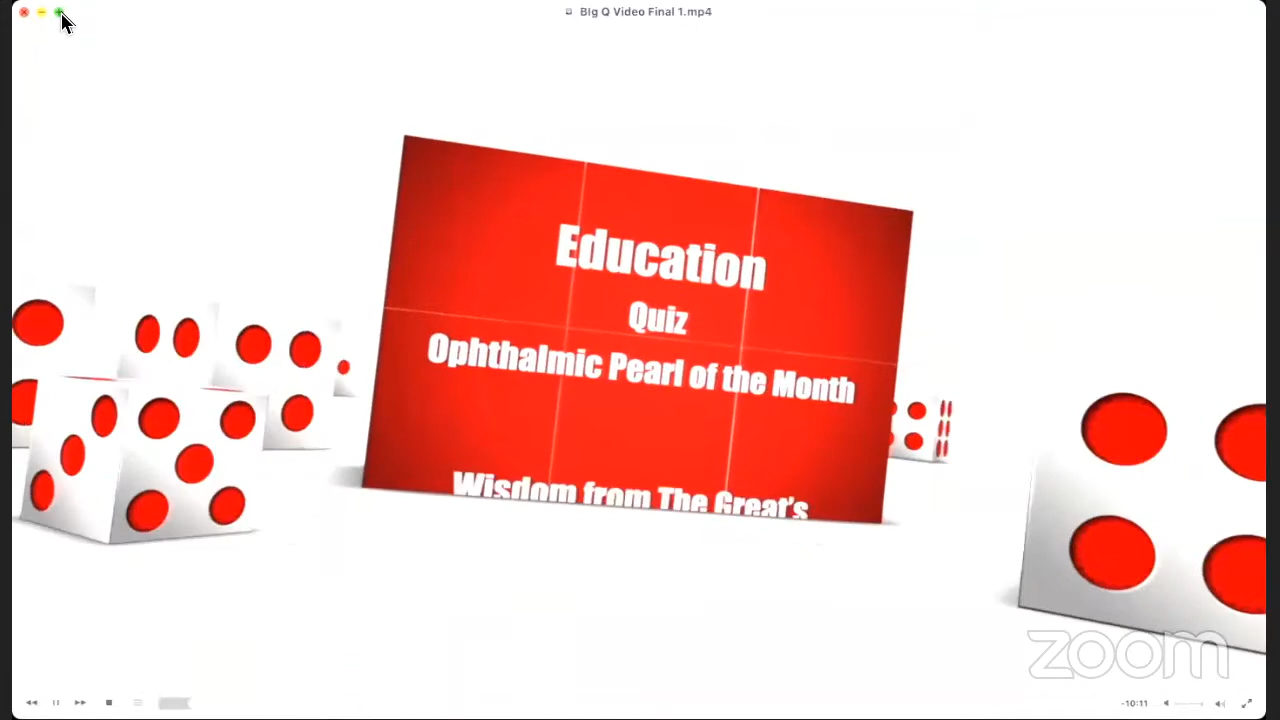 BIg Q Video Final 1.mp4
Education
Quiz
Ophthalmic Pearl of the Month
Wisdom from The Great's
zoom
-10:11